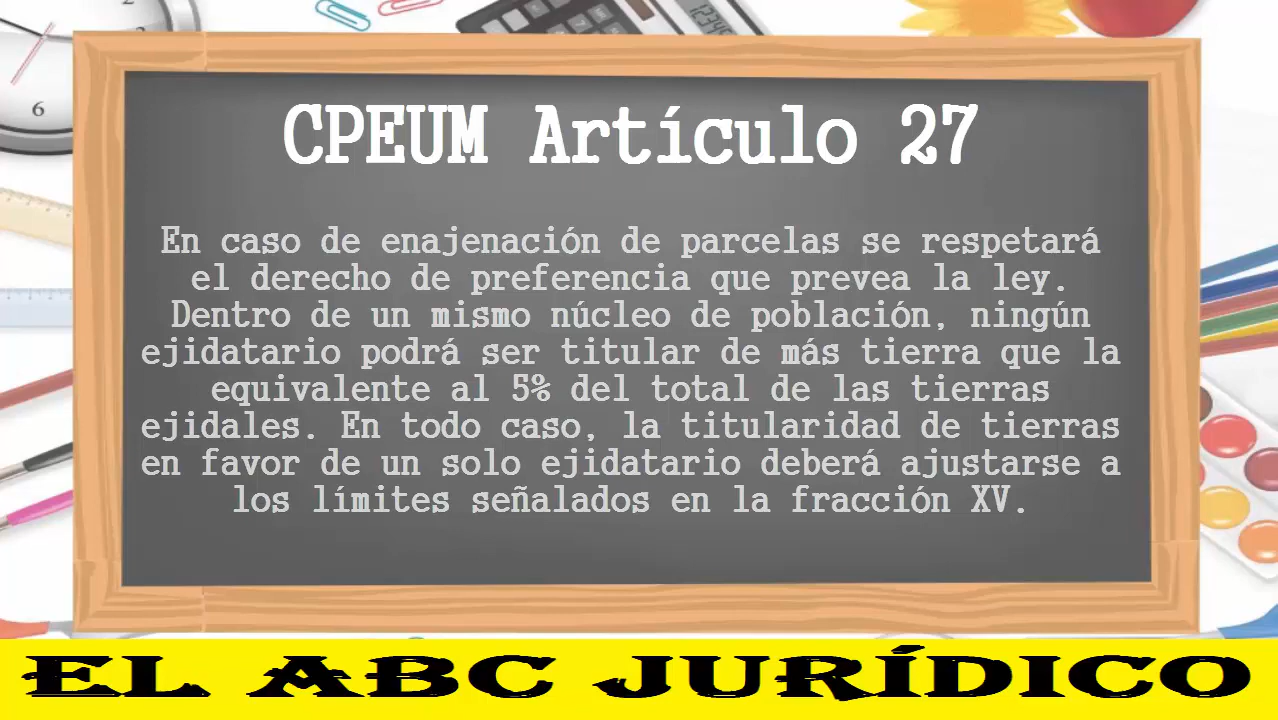 CPEUM Artículo 27
En caso de enajenación de parcelas se respetará
el derecho de preferencia que prevea la ley.
Dentro de un mismo núcleo de población, ningún
ejidatario podrá ser titular de más tierra que la
equivalente al 5% del total de las tierras
ejidales. En todo caso, la titularidad de tierras
en favor de un solo ejidatario deberá ajustarse a
los límites señalados en la fracción XV.
EL ABC JURÍDICO